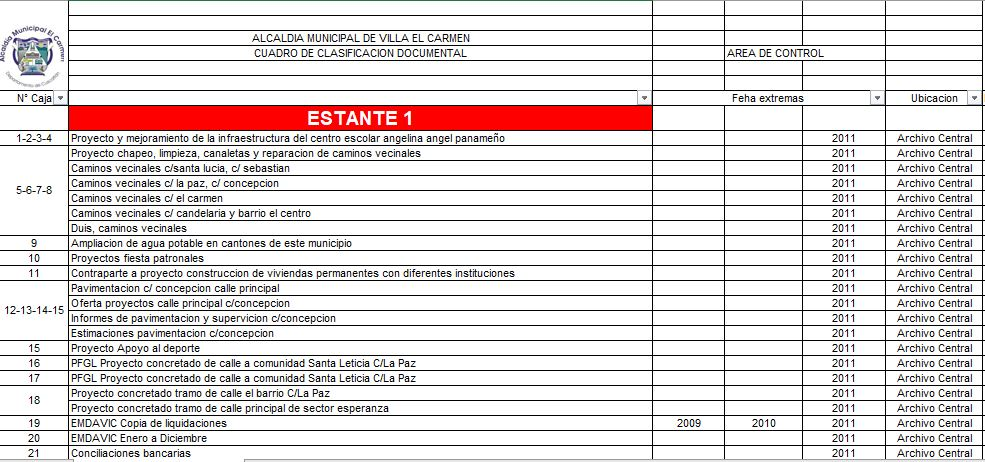 Alcaldía Municipal El Carmen
Departamento de Cuscatlán
ALCALDIA MUNICIPAL DE VILLA EL CARMEN
CUADRO DE CLASIFICACION DOCUMENTAL AREA DE CONTROL
N° Caja Feha extremas Ubicacion
ESTANTE 1
1-2-3-4 Proyecto y mejoramiento de la infraestructura del centro escolar angelina angel panameño 2011 Archivo Central
Proyecto chapeo, limpieza, canaletas y reparacion de caminos vecinales 2011 Archivo Central
Caminos vecinales c/santa lucia, c/ sebastian 2011 Archivo Central
5-6-7-8 Caminos vecinales c/ la paz, c/ concepcion 2011 Archivo Central
Caminos vecinales c/ el carmen 2011 Archivo Central
Caminos vecinales c/ candelaria y barrio el centro 2011 Archivo Central
Duis, caminos vecinales 2011 Archivo Central
9 Ampliacion de agua potable en cantones de este municipio 2011 Archivo Central
10 Proyectos fiesta patronales 2011 Archivo Central
11 Contraparte a proyecto construccion de viviendas permanentes con diferentes instituciones 2011 Archivo Central
Pavimentacion c/ concepcion calle principal 2011 Archivo Central
12-13-14-15 Oferta proyectos calle principal c/concepcion 2011 Archivo Central
Informes de pavimentacion y supervicion c/concepcion 2011 Archivo Central
Estimaciones pavimentacion c/concepcion 2011 Archivo Central
15 Proyecto Apoyo al deporte 2011 Archivo Central
16 PFGL Proyecto concretado de calle a comunidad Santa Leticia C/La Paz 2011 Archivo Central
17 PFGL Proyecto concretado de calle a comunidad Santa Leticia C/La Paz 2011 Archivo Central
18 Proyecto concretado tramo de calle el barrio C/La Paz 2011 Archivo Central
Proyecto concretado tramo de calle principal de sector esperanza 2011 Archivo Central
19 EMDAVIC Copia de liquidaciones 2009 2010 2011 Archivo Central
20 EMDAVIC Enero a Diciembre 2011 Archivo Central
21 Conciliaciones bancarias 2011 Archivo Central